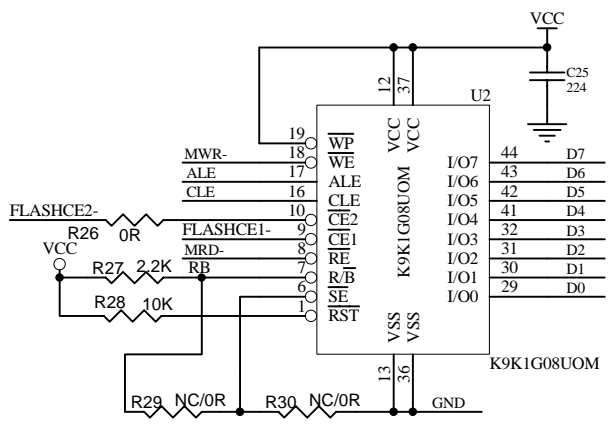 VCC
C25
224
12
37
U2
VCC
VCC
19
WP
MWR-
18
WE
I/O7
44
D7
ALE
17
ALE
I/O6
43
D6
CLE
16
CLE
I/O5
42
D5
FLASHCE2-
R26
0R
10
CE2
I/O4
41
D4
FLASHCE1-
9
CE1
I/O3
32
D3
MRD-
8
RE
I/O2
31
D2
VCC
R27
2.2K
RB
7
R/B
I/O1
30
D1
6
SE
I/O0
29
D0
R28
10K
1
RST
K9K1G08UOM
VSS
VSS
K9K1G08UOM
13
36
R29
NC/0R
R30
NC/0R
GND